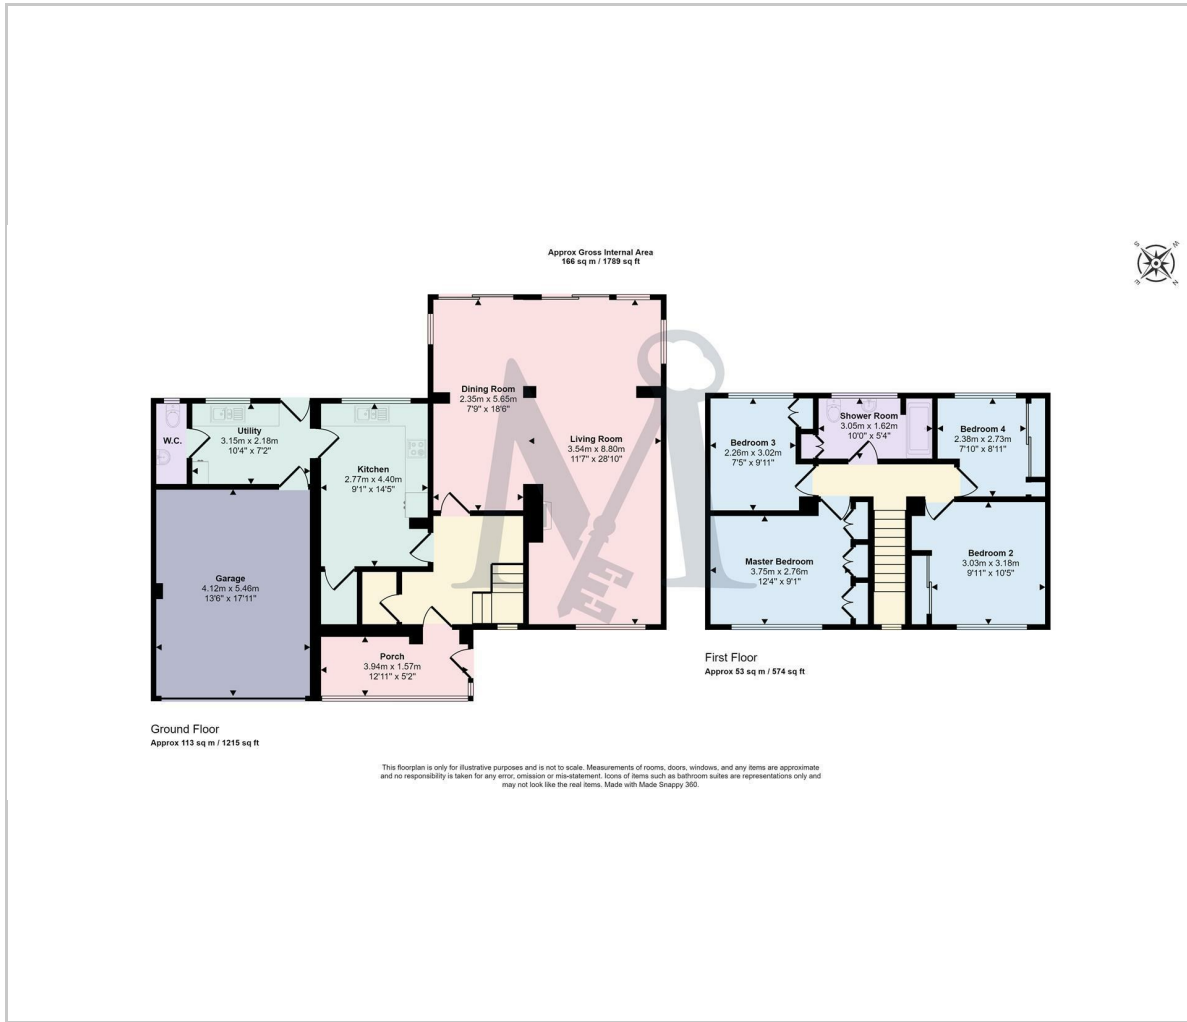 Approx Gross Internal Area
166 sq m / 1789 sq ft
S
W
E
N
Dining Room
2.35m x 5.65m
7'9" x 18'6"
W.C.
Utility
3.15m x 2.18m
10'4" x 7'2"
Living Room
3.54m x 8.80m
11'7" x 28'10"
Kitchen
2.77m x 4.40m
9'1" x 14'5"
Garage
4.12m x 5.46m
13'6" x 17'11"
Porch
3.94m x 1.57m
12'11" x 5'2"
Ground Floor
Approx 113 sq m / 1215 sq ft
Shower Room
3.05m x 1.62m
10'0" x 5'4"
Bedroom 3
2.26m x 3.02m
7'5" x 9'11"
Bedroom 4
2.38m x 2.73m
7'10" x 8'11"
Master Bedroom
3.75m x 2.76m
12'4" x 9'1"
Bedroom 2
3.03m x 3.18m
9'11" x 10'5"
First Floor
Approx 53 sq m / 574 sq ft
This floorplan is only for illustrative purposes and is not to scale. Measurements of rooms, doors, windows, and any items are approximate
and no responsibility is taken for any error, omission or mis-statement. Icons of items such as bathroom suites are representations only and
may not look like the real items. Made with Made Snappy 360.